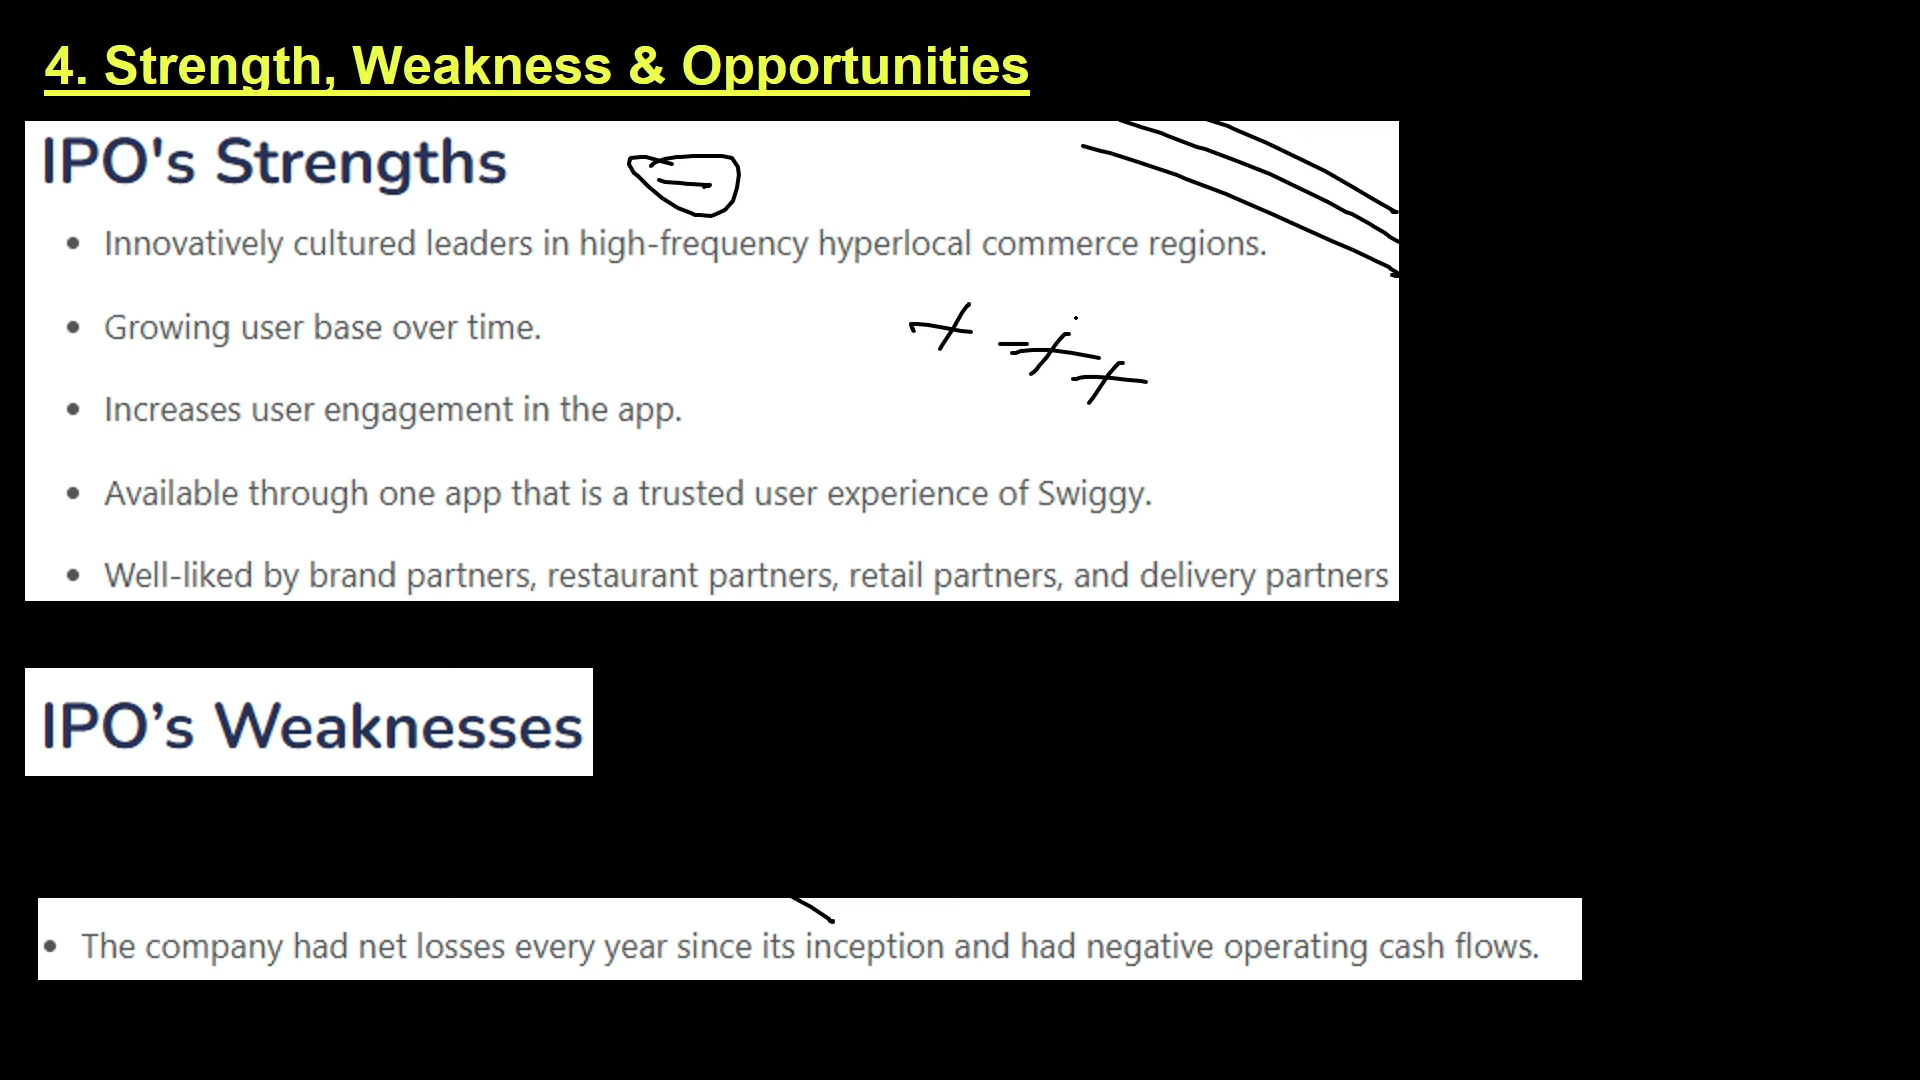 4. Strength, Weakness & Opportunities
IPO's Strengths
• Innovatively cultured leaders in high-frequency hyperlocal commerce regions.
• Growing user base over time.
• Increases user engagement in the app.
• Available through one app that is a trusted user experience of Swiggy.
• Well-liked by brand partners, restaurant partners, retail partners, and delivery partners
IPO’s Weaknesses
• The company had net losses every year since its inception and had negative operating cash flows.